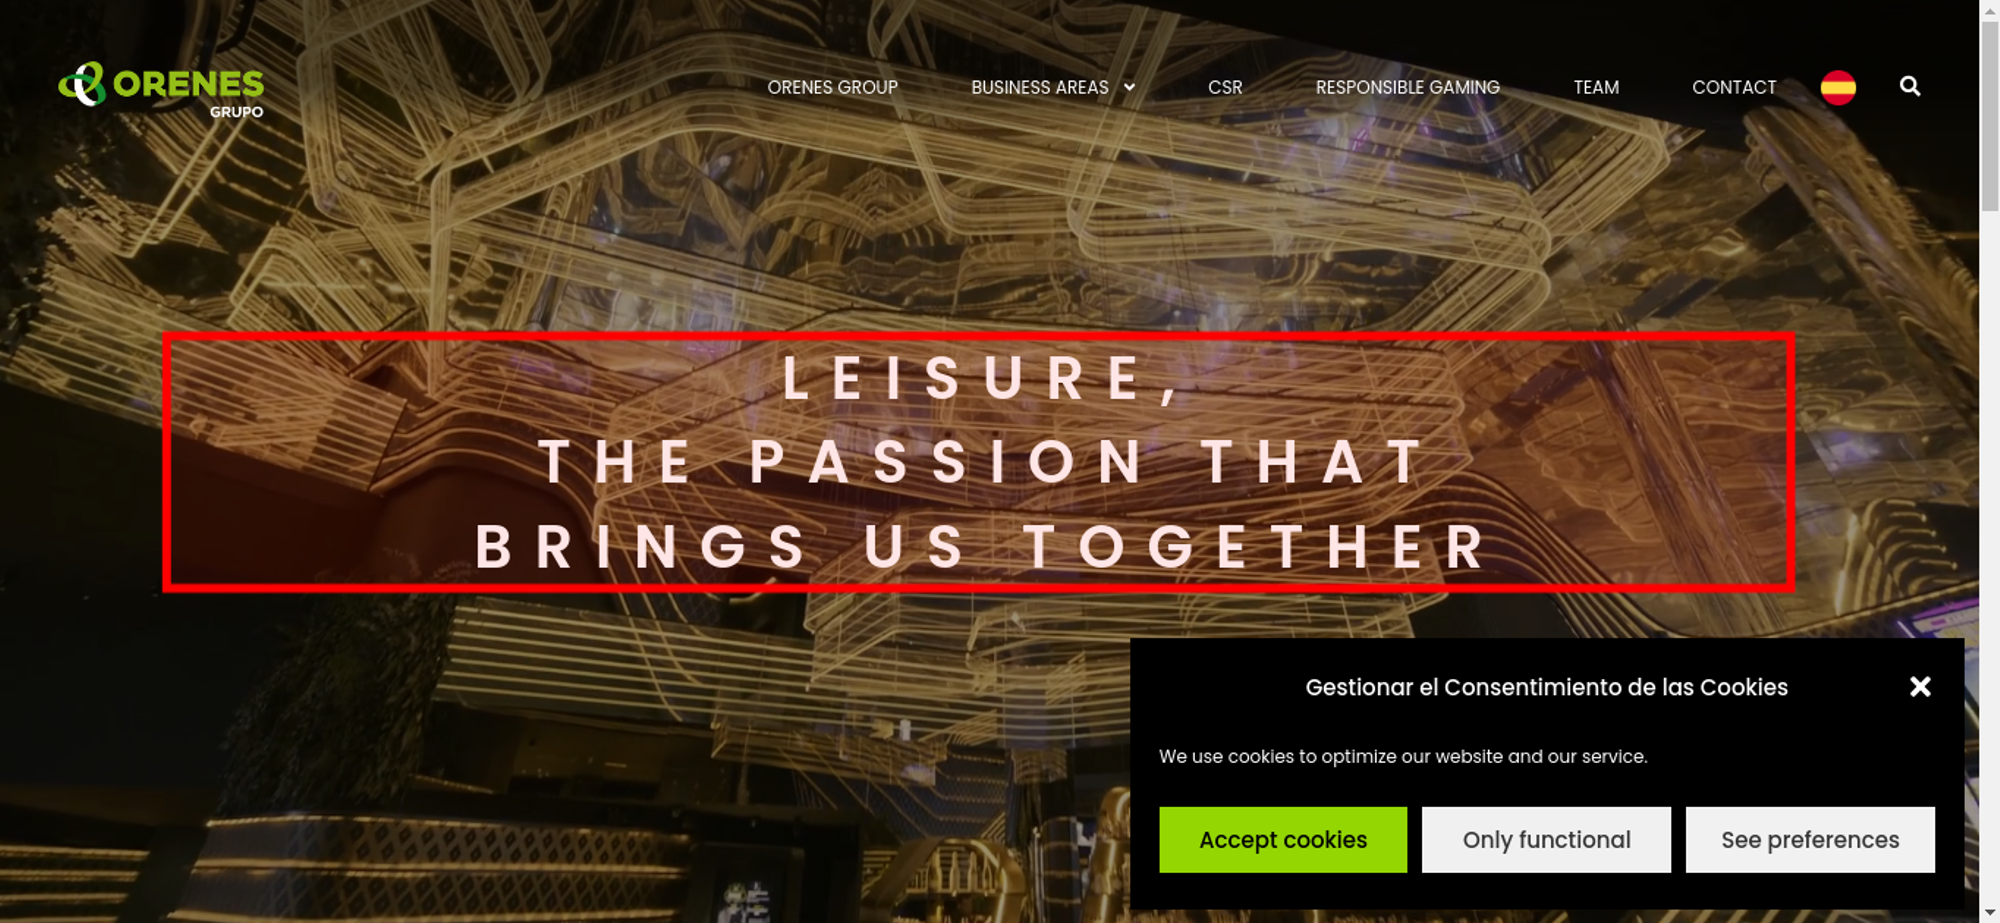 ORENES
GRUPO
ORENES GROUP
BUSINESS AREAS
CSR
RESPONSIBLE GAMING
TEAM
CONTACT
LEISURE,
THE PASSION THAT
BRINGS US TOGETHER
Gestionar el Consentimiento de las Cookies
We use cookies to optimize our website and our service.
Accept cookies
Only functional
See preferences